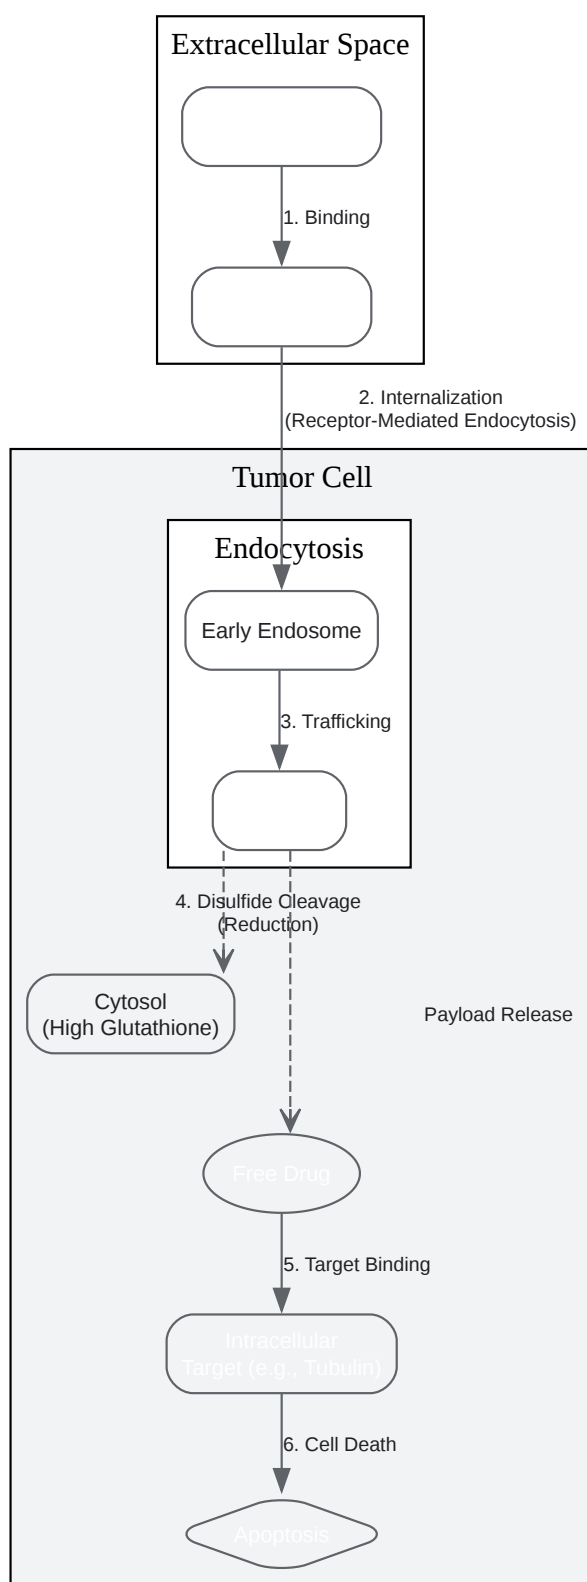 Extracellular Space
1. Binding
2. Internalization
(Receptor-Mediated Endocytosis)
Tumor Cell
Endocytosis
Early Endosome
3. Trafficking
4. Disulfide Cleavage
(Reduction)
Cytosol
(High Glutathione)
Payload Release
Free Drug
5. Target Binding
Intracellular
Target (e.g., Tubulin)
6. Cell Death
Apoptosis